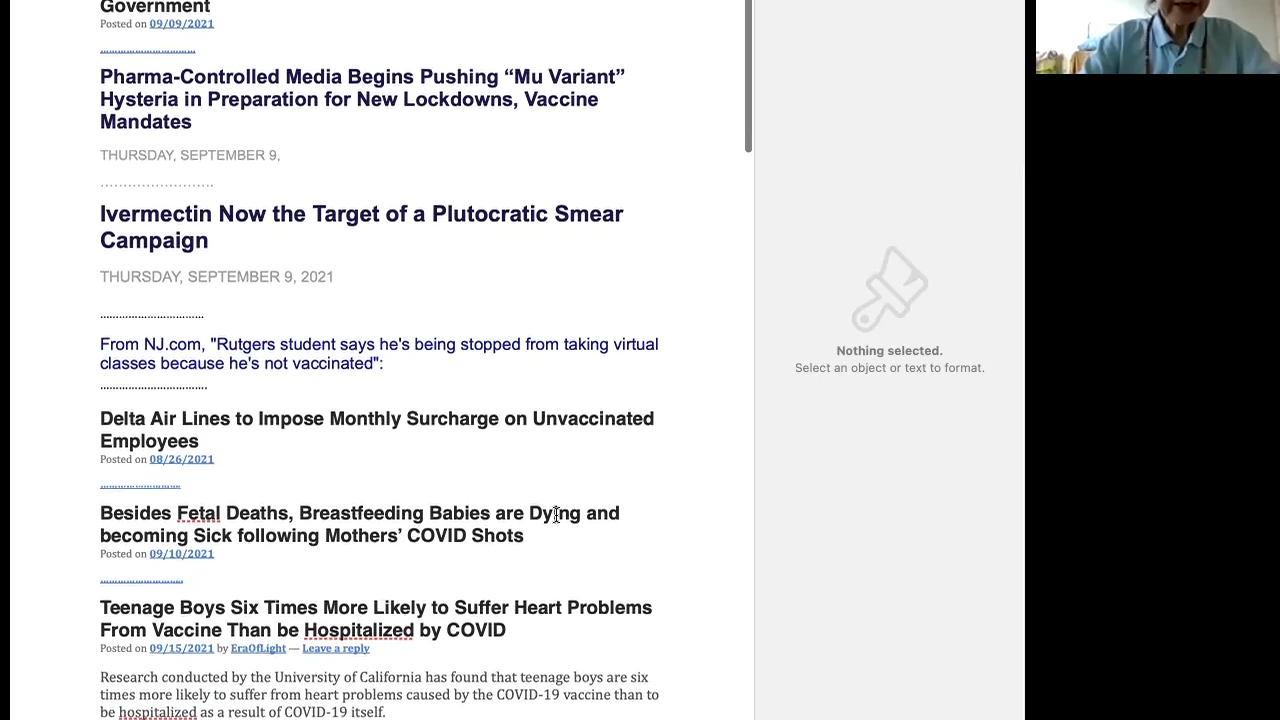 Government
Posted on 09/09/2021
................................
Pharma-Controlled Media Begins Pushing “Mu Variant”
Hysteria in Preparation for New Lockdowns, Vaccine
Mandates
THURSDAY, SEPTEMBER 9,
.........................
Ivermectin Now the Target of a Plutocratic Smear
Campaign
THURSDAY, SEPTEMBER 9, 2021
.................................
From NJ.com, "Rutgers student says he's being stopped from taking virtual
classes because he's not vaccinated":
..................................
Delta Air Lines to Impose Monthly Surcharge on Unvaccinated
Employees
Posted on 08/26/2021
...........................
Besides Fetal Deaths, Breastfeeding Babies are Dying and
becoming Sick following Mothers’ COVID Shots
Posted on 09/10/2021
............................
Teenage Boys Six Times More Likely to Suffer Heart Problems
From Vaccine Than be Hospitalized by COVID
Posted on 09/15/2021 by EraOfLight — Leave a reply
Research conducted by the University of California has found that teenage boys are six
times more likely to suffer from heart problems caused by the COVID-19 vaccine than to
be hospitalized as a result of COVID-19 itself.
Nothing selected.
Select an object or text to format.